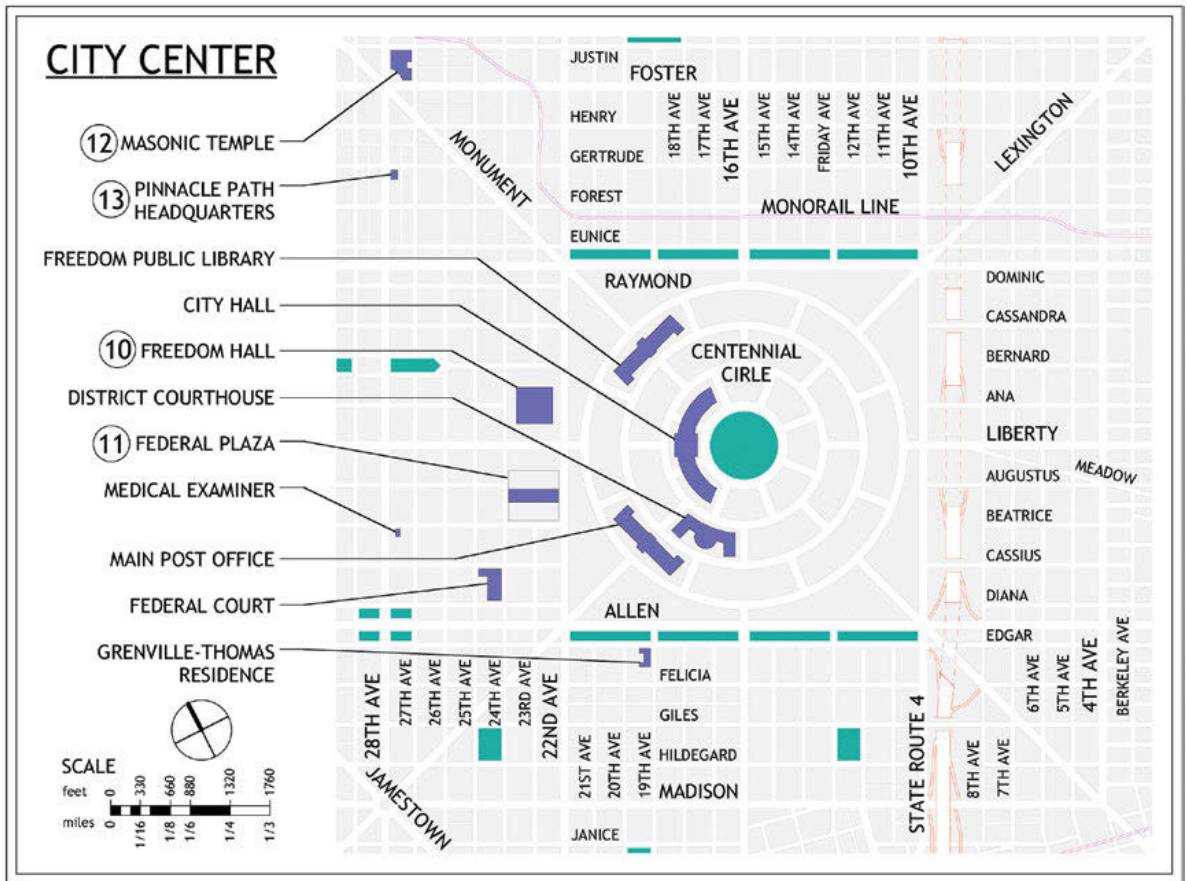 CITY CENTER
12 MASONIC TEMPLE
13 PINNACLE PATH
HEADQUARTERS
FREEDOM PUBLIC LIBRARY
CITY HALL
10 FREEDOM HALL
DISTRICT COURTHOUSE
11 FEDERAL PLAZA
MEDICAL EXAMINER
MAIN POST OFFICE
FEDERAL COURT
GRENVILLE-THOMAS
RESIDENCE
SCALE
feet 0 330 660 880 1320 1760
miles 0 1/16 1/8 1/6 1/4 1/3
JUSTIN
FOSTER
HENRY
GERTRUDE
FOREST
EUNICE
RAYMOND
MONUMENT
18TH AVE
17TH AVE
16TH AVE
15TH AVE
14TH AVE
FRIDAY AVE
12TH AVE
11TH AVE
10TH AVE
LEXINGTON
MONORAIL LINE
CENTENNIAL
CIRLE
DOMINIC
CASSANDRA
BERNARD
ANA
LIBERTY
MEADOW
AUGUSTUS
BEATRICE
CASSIUS
DIANA
EDGAR
ALLEN
FELICIA
GILES
HILDEGARD
MADISON
JANICE
28TH AVE
27TH AVE
26TH AVE
25TH AVE
24TH AVE
23RD AVE
22ND AVE
21ST AVE
20TH AVE
19TH AVE
JAMESTOWN
STATE ROUTE 4
8TH AVE
7TH AVE
6TH AVE
5TH AVE
4TH AVE
BERKELEY AVE